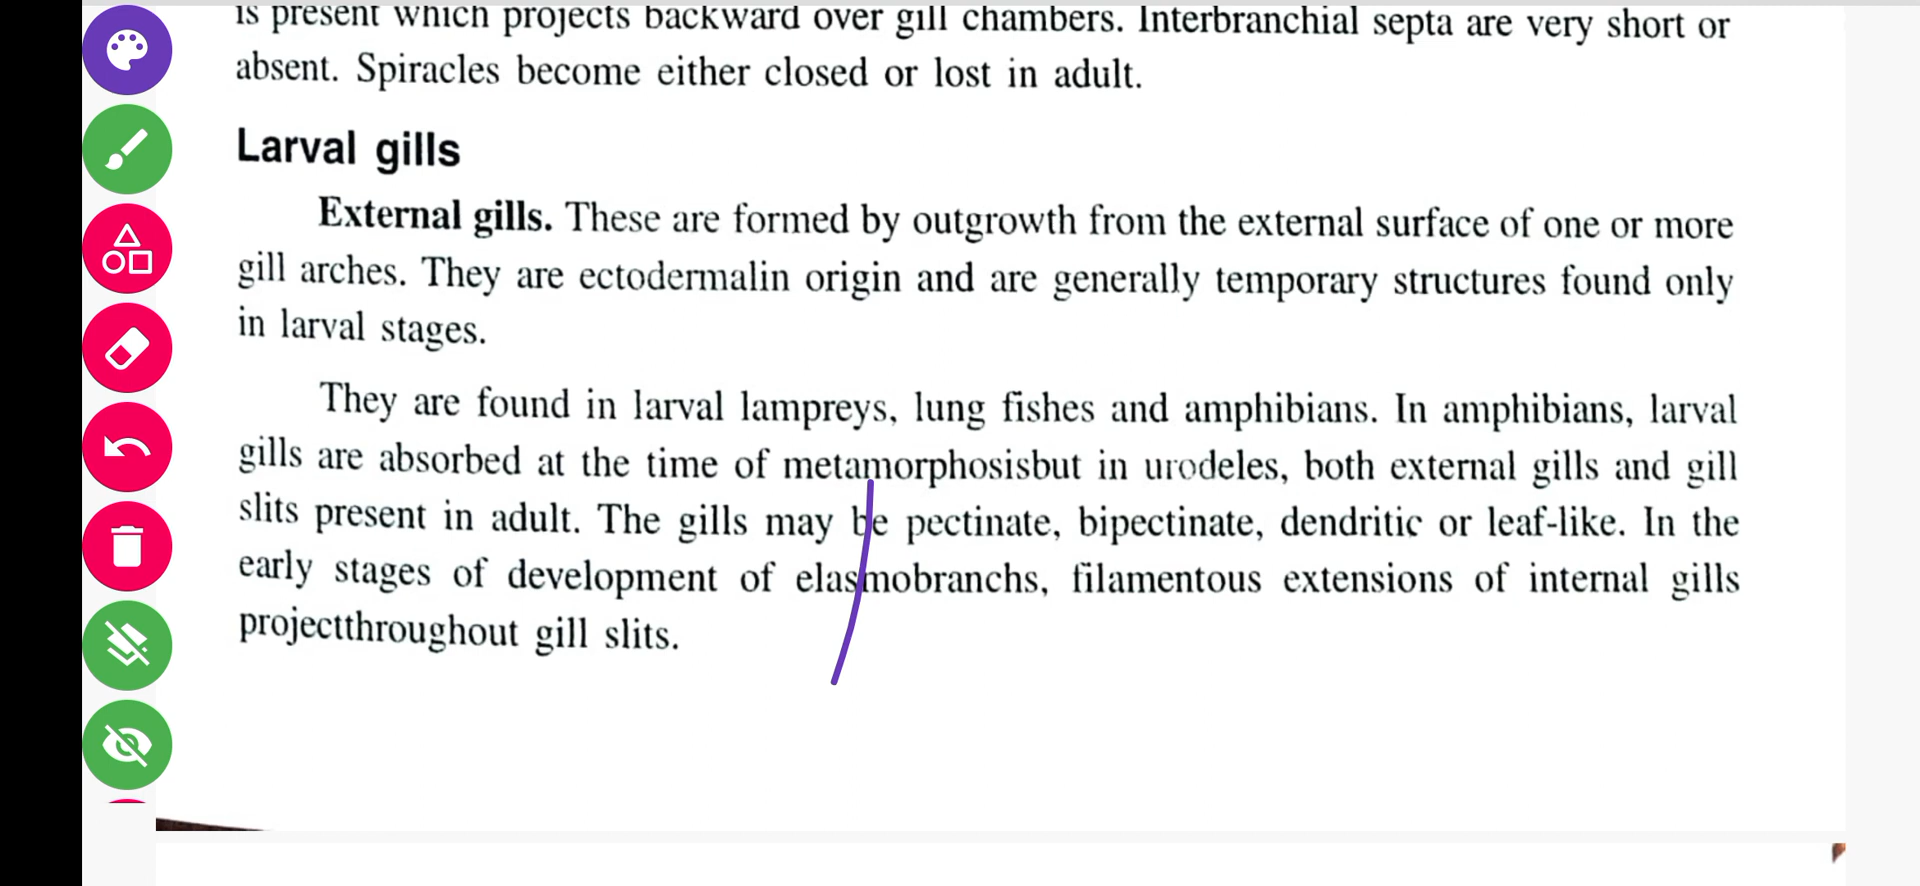 is present which projects backward over gill chambers. Interbranchial septa are very short or
absent. Spiracles become either closed or lost in adult.
Larval gills
External gills. These are formed by outgrowth from the external surface of one or more
gill arches. They are ectodermalin origin and are generally temporary structures found only
in larval stages.
They are found in larval lampreys, lung fishes and amphibians. In amphibians, larval
gills are absorbed at the time of metamorphosisbut in urodeles, both external gills and gill
slits present in adult. The gills may be pectinate, bipectinate, dendritic or leaf-like. In the
early stages of development of elasmobranchs, filamentous extensions of internal gills
projectthroughout gill slits.